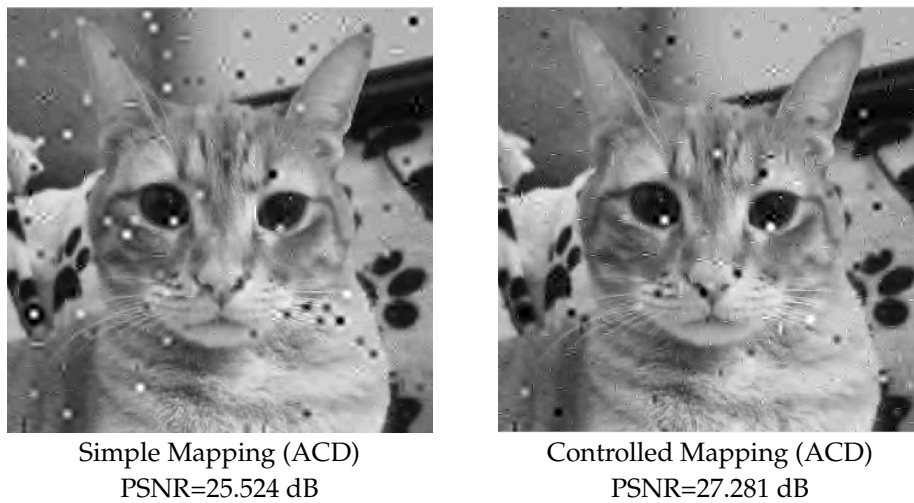 Simple Mapping (ACD)
PSNR=25.524 dB
Controlled Mapping (ACD)
PSNR=27.281 dB